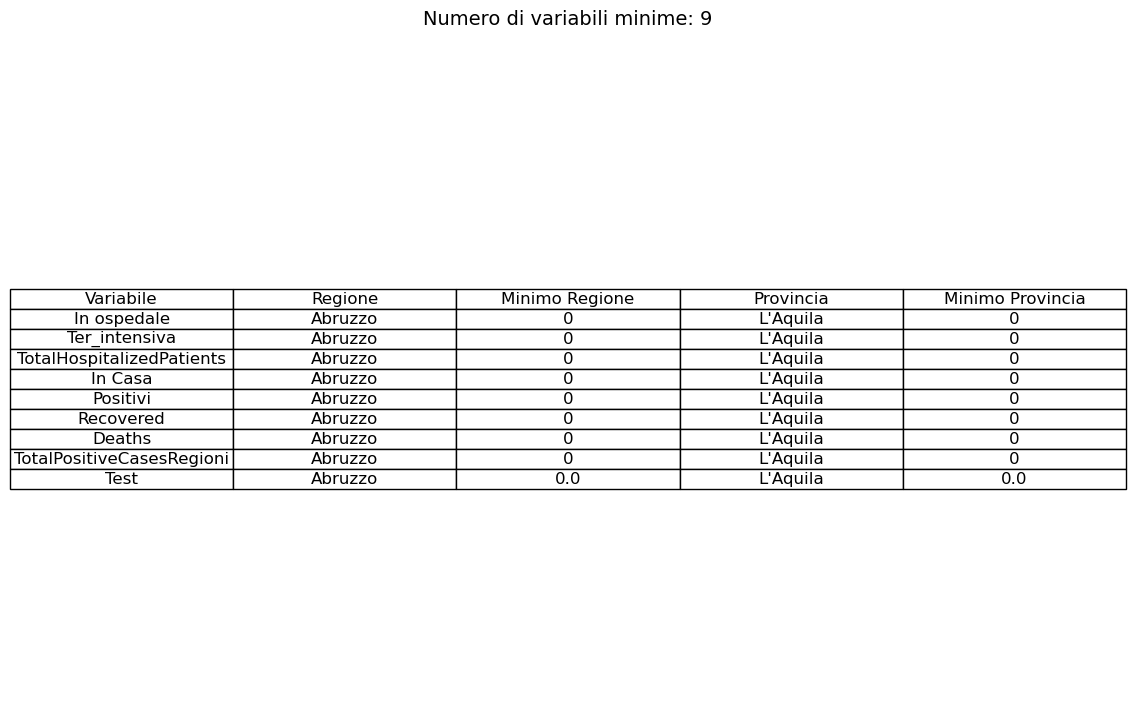 Numero di variabili minime: 9
Variabile Regione Minimo Regione Provincia Minimo Provincia
In ospedale Abruzzo 0 L'Aquila 0
Ter_intensiva Abruzzo 0 L'Aquila 0
TotalHospitalizedPatients Abruzzo 0 L'Aquila 0
In Casa Abruzzo 0 L'Aquila 0
Positivi Abruzzo 0 L'Aquila 0
Recovered Abruzzo 0 L'Aquila 0
Deaths Abruzzo 0 L'Aquila 0
TotalPositiveCasesRegioni Abruzzo 0 L'Aquila 0
Test Abruzzo 0.0 L'Aquila 0.0